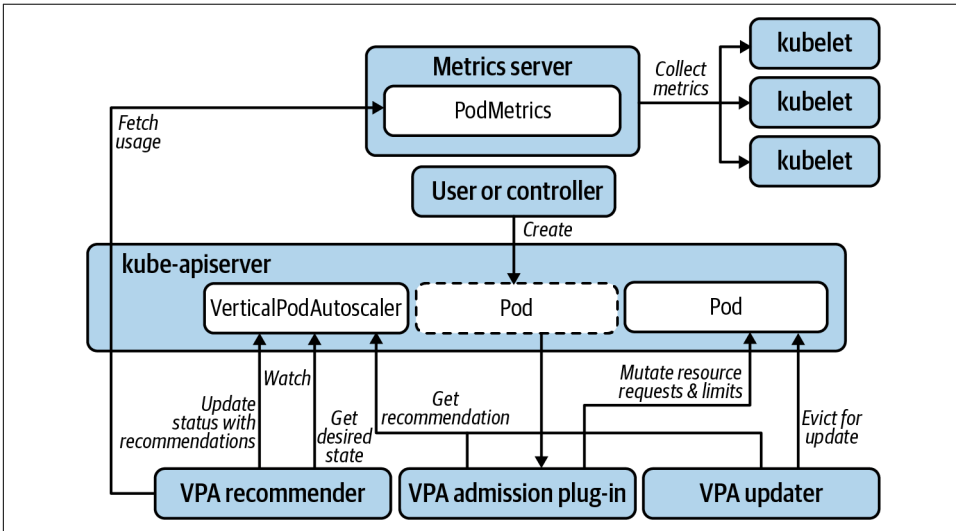 kubelet
Metrics server
Collect
metrics
PodMetrics
kubelet
Fetch
usage
kubelet
User or controller
Create
kube-apiserver
VerticalPodAutoscaler
Pod
Pod
Watch
Update
status with
recommendations
Get
desired
state
Get
recommendation
Mutate resource
requests & limits
Evict for
update
VPA recommender
VPA admission plug-in
VPA updater